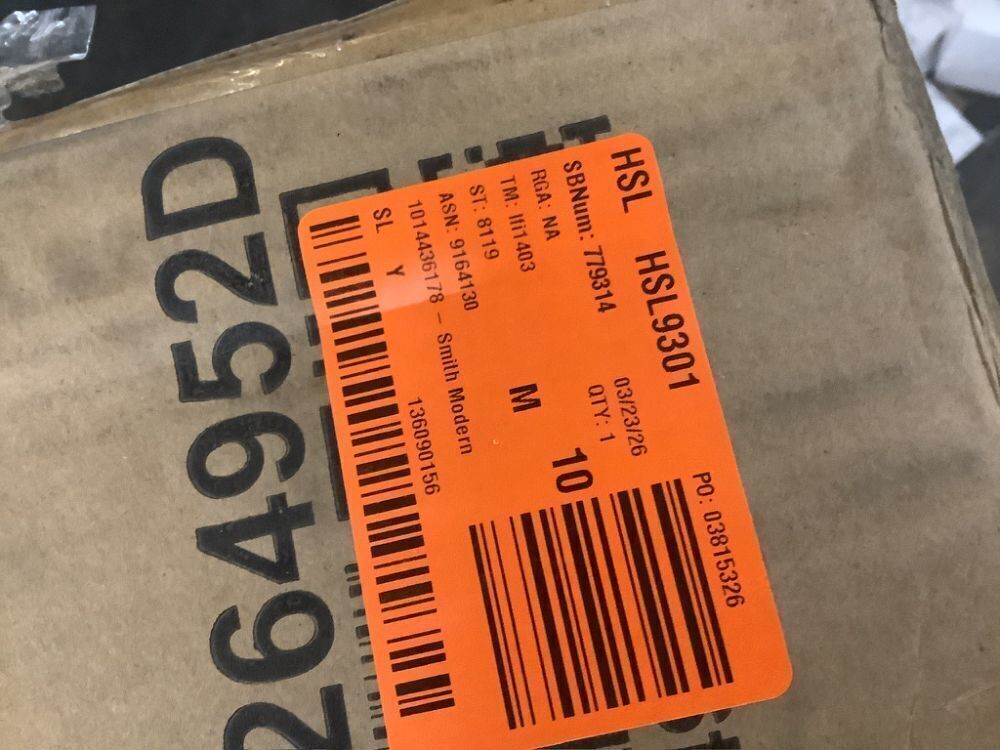 HSL HSL9301
SBNum: 779314 03/23/26 PO: 03815326
RGA: NA QTY: 1
TM: lfi1403 10
ST: 8119 M
ASN: 9164130
1014436178 – Smith Modern
SL Y 136090156
264952D